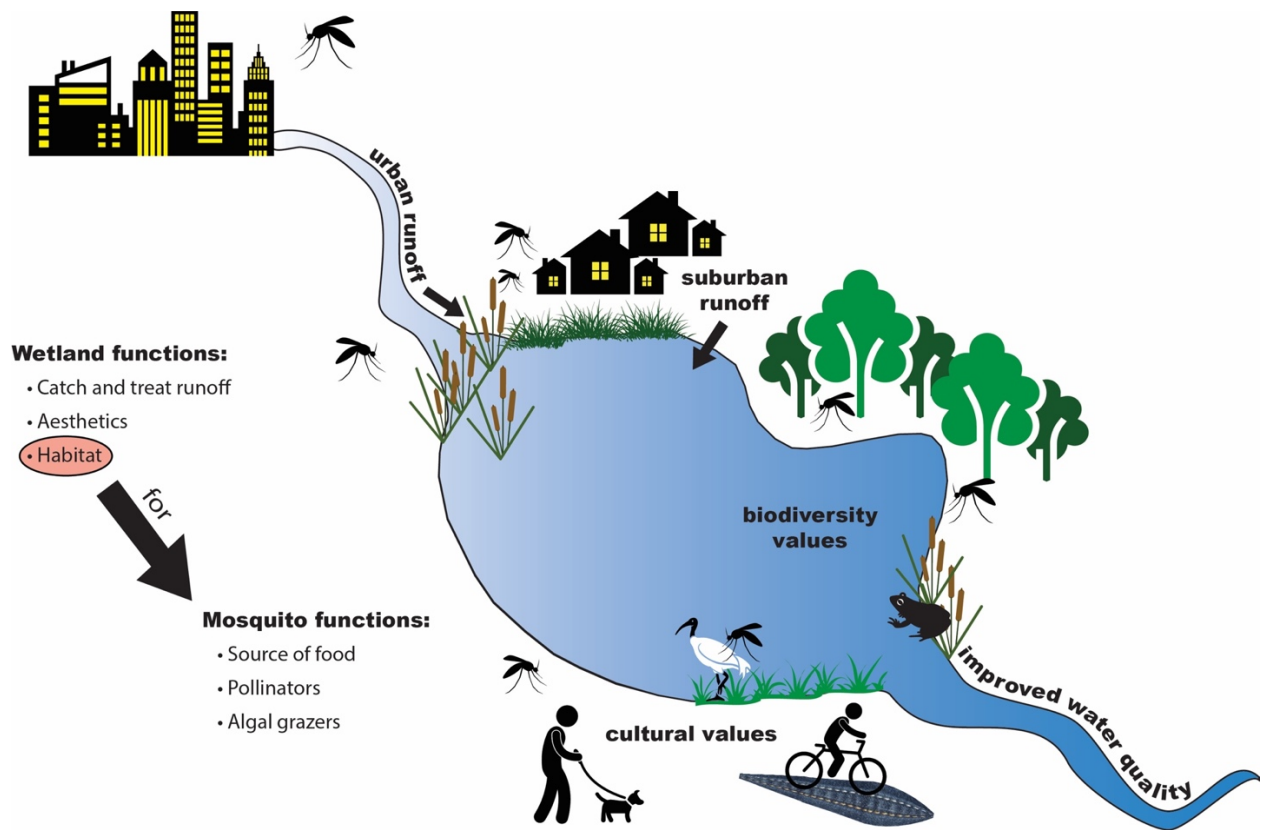 urban runoff
suburban
runoff
Wetland functions:
• Catch and treat runoff
• Aesthetics
• Habitat
for
biodiversity
values
Mosquito functions:
• Source of food
• Pollinators
• Algal grazers
improved water quality
cultural values